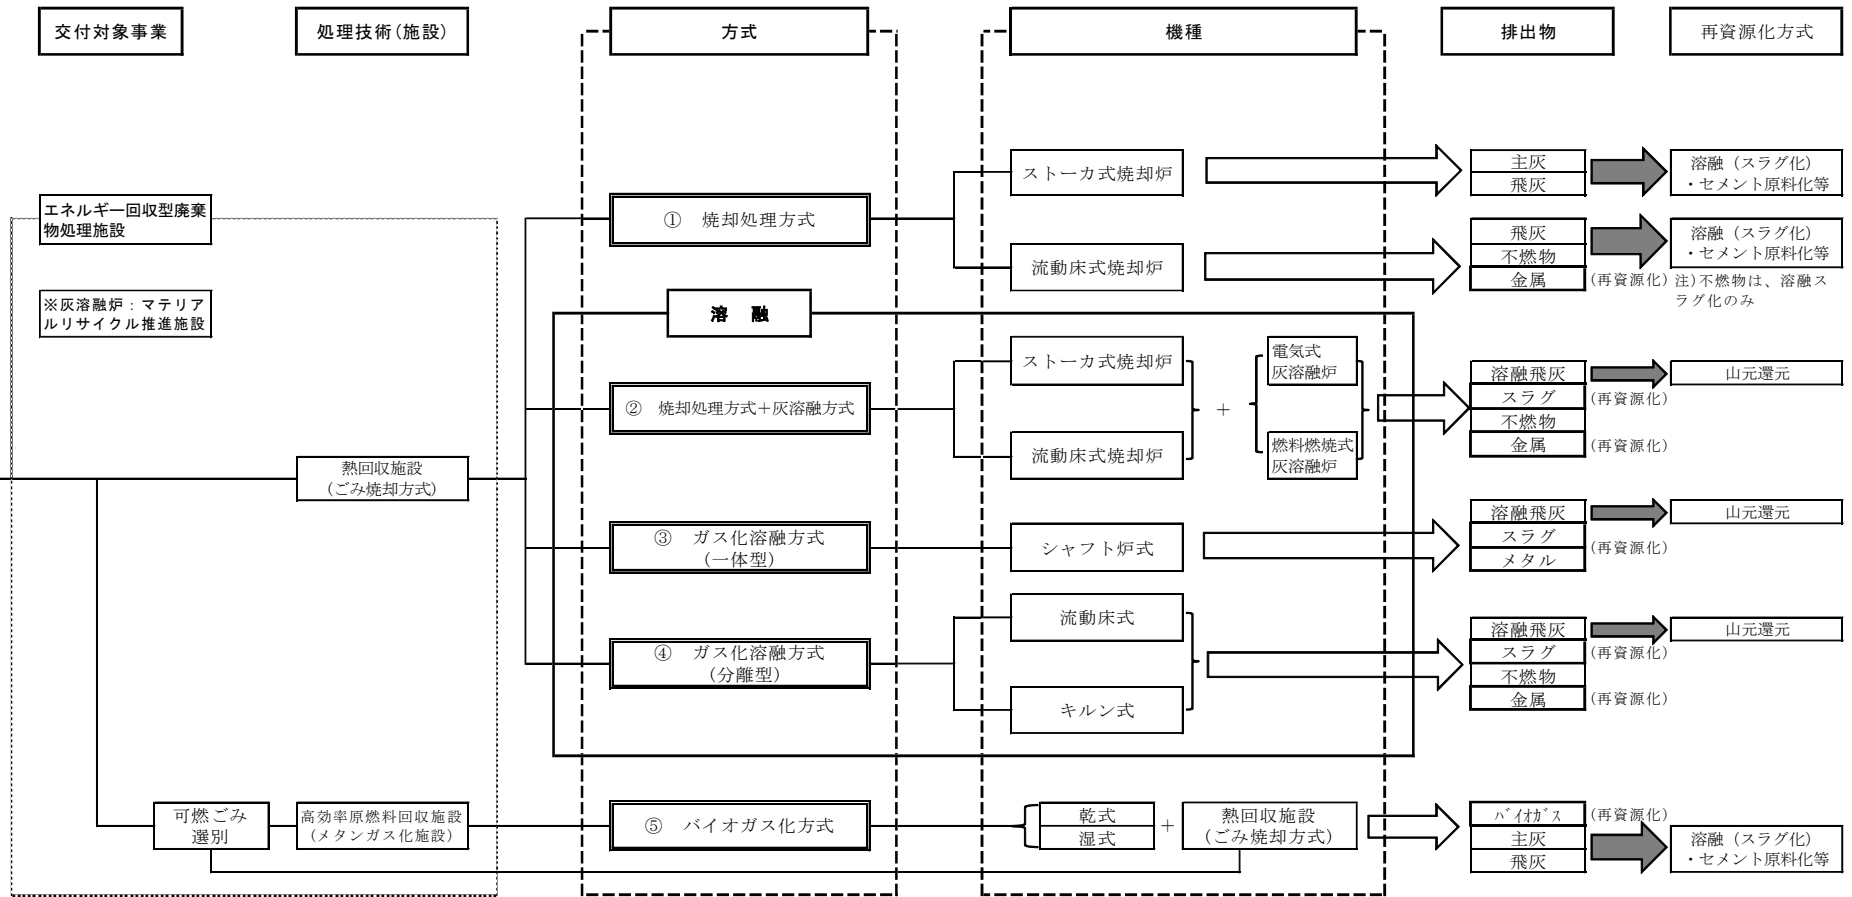 交付対象事業
処理技術(施設)
方式
機種
排出物
再資源化方式
エネルギー回収型廃棄
物処理施設
※灰溶融炉：マテリア
ルリサイクル推進施設
熱回収施設
(ごみ焼却方式)
① 焼却処理方式
ストーカ式焼却炉
主灰
飛灰
溶融（スラグ化）
・セメント原料化等
流動床式焼却炉
飛灰
不燃物
金属
(再資源化)
溶融（スラグ化）
・セメント原料化等
注)不燃物は、溶融ス
ラグ化のみ
溶 融
② 焼却処理方式＋灰溶融方式
ストーカ式焼却炉
流動床式焼却炉
＋
電気式
灰溶融炉
燃料燃焼式
灰溶融炉
溶融飛灰
スラグ
不燃物
金属
(再資源化)
(再資源化)
山元還元
③ ガス化溶融方式
(一体型)
シャフト炉式
溶融飛灰
スラグ
メタル
(再資源化)
山元還元
④ ガス化溶融方式
(分離型)
流動床式
キルン式
溶融飛灰
スラグ
不燃物
金属
(再資源化)
(再資源化)
山元還元
可燃ごみ
選別
高効率原燃料回収施設
(メタンガス化施設)
⑤ バイオガス化方式
乾式
湿式
＋
熱回収施設
(ごみ焼却方式)
ﾊﾞｲｵｶﾞｽ
主灰
飛灰
(再資源化)
溶融（スラグ化）
・セメント原料化等